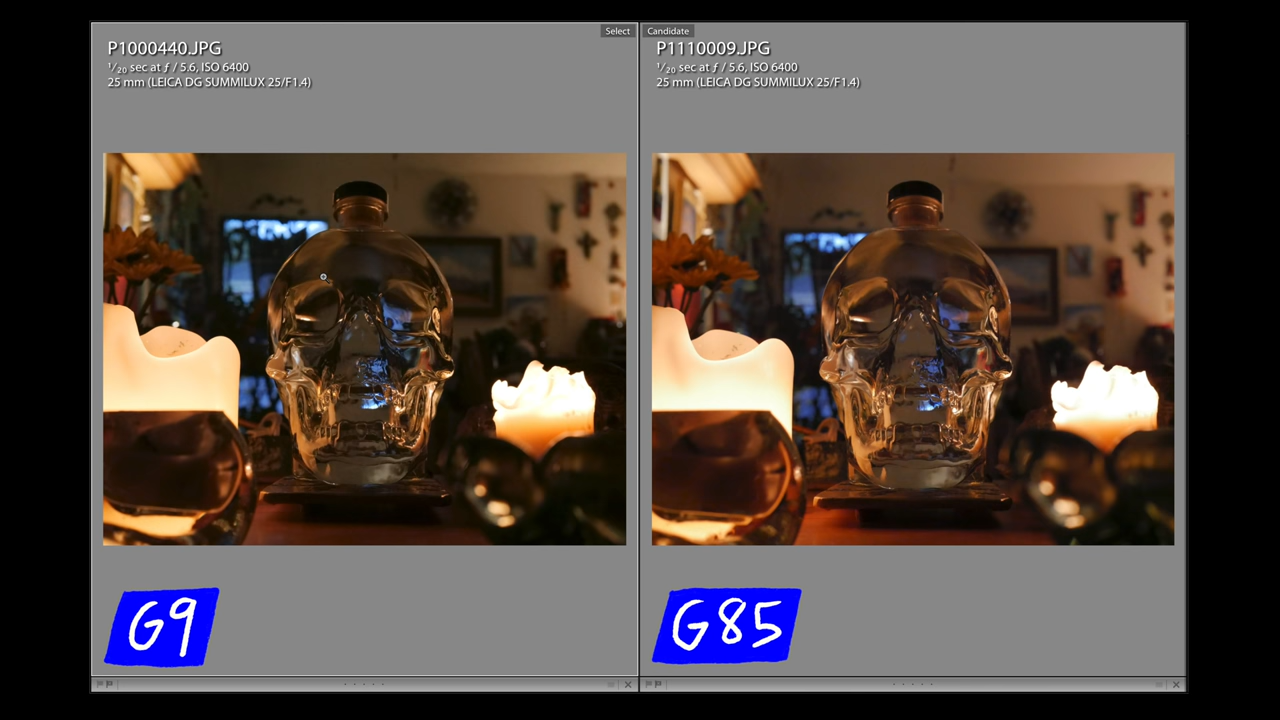 Select
P1000440.JPG
1/20 sec at ƒ / 5.6, ISO 6400
25 mm (LEICA DG SUMMILUX 25/F1.4)
Candidate
P1110009.JPG
1/20 sec at ƒ / 5.6, ISO 6400
25 mm (LEICA DG SUMMILUX 25/F1.4)
G9
G85